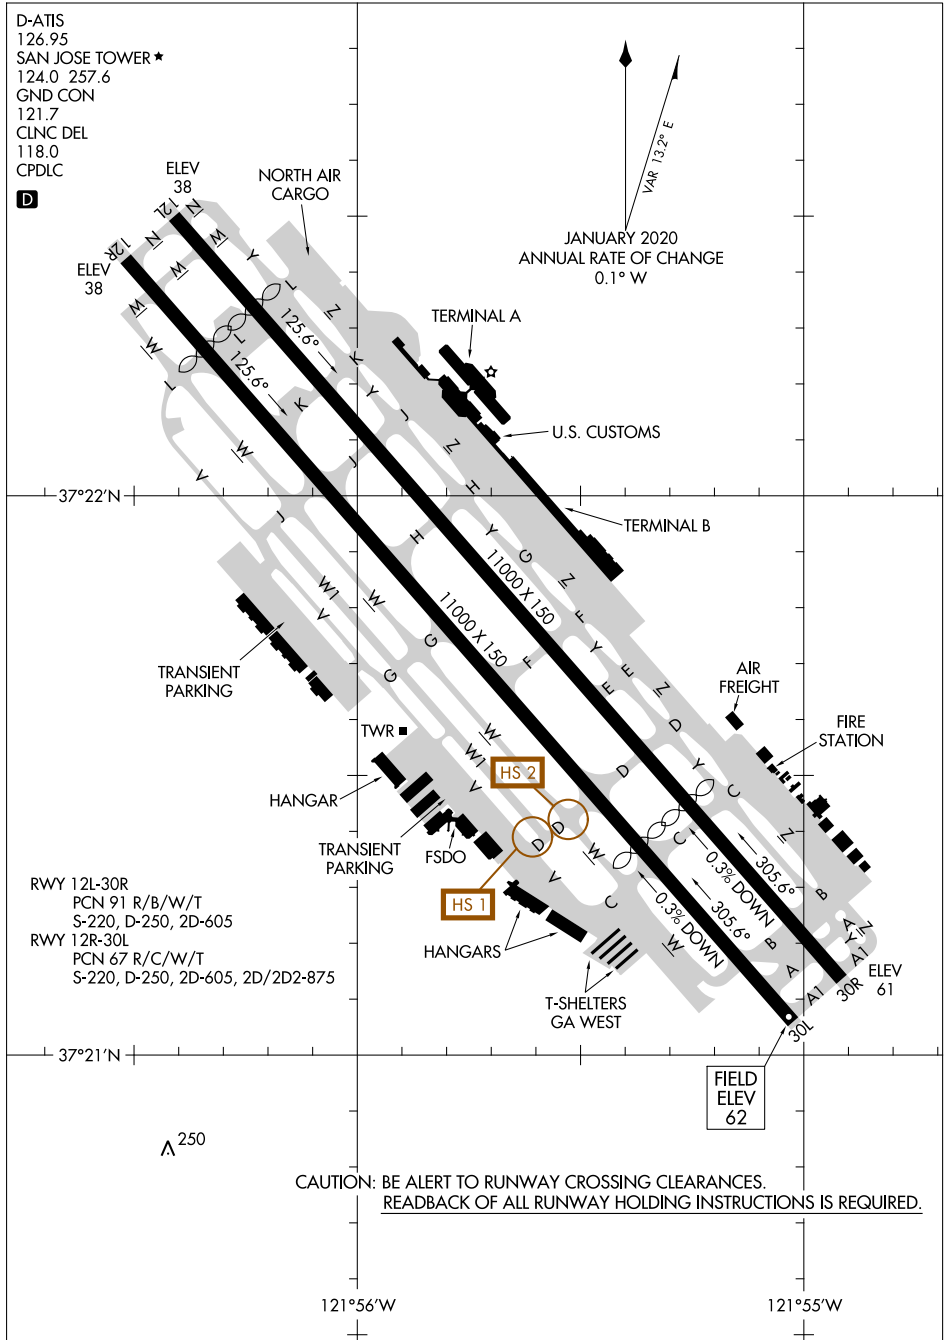 D-ATIS
126.95
SAN JOSE TOWER ★
124.0 257.6
GND CON
121.7
CLNC DEL
118.0
CPDLC
D
ELEV
38
NORTH AIR
CARGO
VAR 13.2° E
JANUARY 2020
ANNUAL RATE OF CHANGE
0.1° W
12L
N
12R
N
W
Y
ELEV
38
W
W
W
L
Z
125.6°
TERMINAL A
L
K
125.6°
L
K
Y
J
U.S. CUSTOMS
Z
W
J
V
H
37°22'N
J
TERMINAL B
H
Y
G
Z
11000 X 150
W1
W
V
11000 X 150
F
G
Y
F
E
TRANSIENT
PARKING
G
E
Z
AIR
FREIGHT
D
FIRE
STATION
TWR
W
W1
Y
D
HS 2
C
V
HANGAR
Z
D
C
D
TRANSIENT
PARKING
FSDO
W
0.3% DOWN
305.6°
V
RWY 12L-30R
PCN 91 R/B/W/T
S-220, D-250, 2D-605
RWY 12R-30L
PCN 67 R/C/W/T
S-220, D-250, 2D-605, 2D/2D2-875
HS 1
C
0.3% DOWN
305.6°
B
A
Z
Y
HANGARS
W
B
A1
A
ELEV
61
30R
A1
T-SHELTERS
GA WEST
30L
37°21'N
FIELD
ELEV
62
250
CAUTION: BE ALERT TO RUNWAY CROSSING CLEARANCES.
READBACK OF ALL RUNWAY HOLDING INSTRUCTIONS IS REQUIRED.
121°56'W
121°55'W